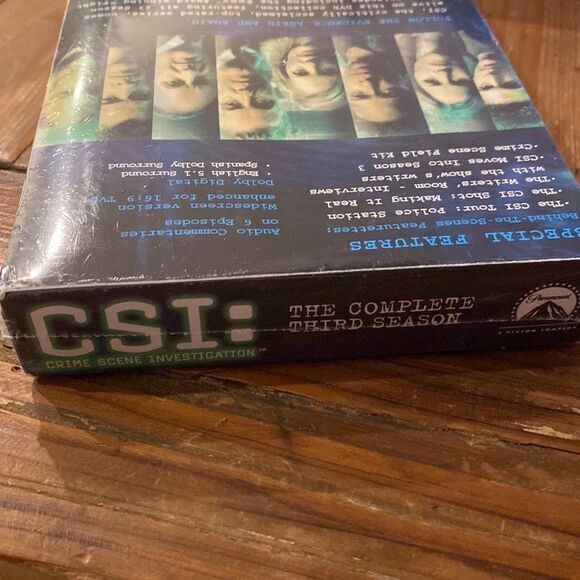 CSI:
CRIME SCENE INVESTIGATION™
THE COMPLETE
THIRD SEASON
Paramount
SPECIAL FEATURES
Behind-The-Scenes Featurettes:
•The CSI Tour: Police Station
•The CSI Shot: Making It Real
•The Writers' Room - Interviews
with the show's writers
•CSI Moves Into Season 3
•Crime Scene Field Kit
Audio Commentaries
on 6 Episodes
Widescreen version
enhanced for 16:9 TVs
Dolby Digital
• English 5.1 Surround
• Spanish Dolby Surround
FOLLOW THE EVIDENCE AGAIN AND AGAIN